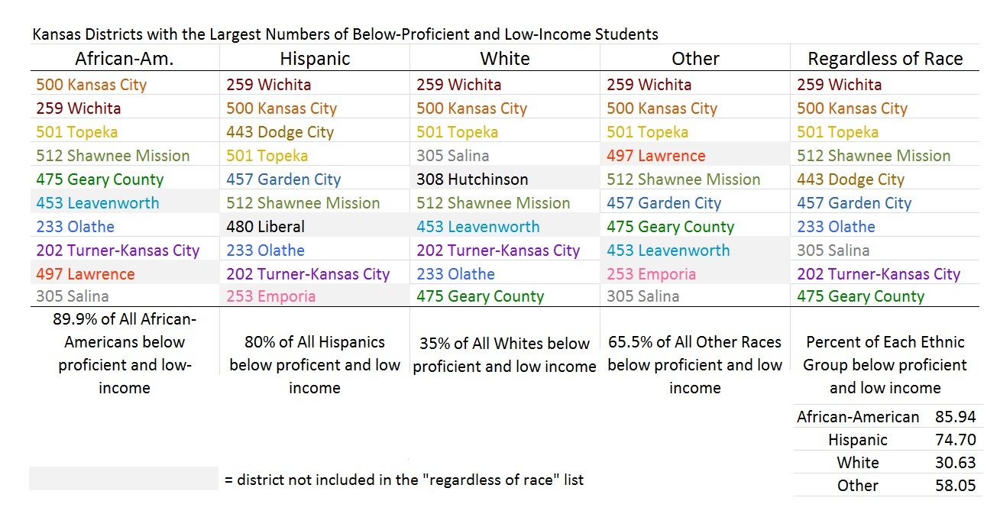 Kansas Districts with the Largest Numbers of Below-Proficient and Low-Income Students
African-Am. Hispanic White Other Regardless of Race
500 Kansas City 259 Wichita 259 Wichita 259 Wichita 259 Wichita
259 Wichita 500 Kansas City 500 Kansas City 500 Kansas City 500 Kansas City
501 Topeka 443 Dodge City 501 Topeka 501 Topeka 501 Topeka
512 Shawnee Mission 501 Topeka 305 Salina 497 Lawrence 512 Shawnee Mission
475 Geary County 457 Garden City 308 Hutchinson 512 Shawnee Mission 443 Dodge City
453 Leavenworth 512 Shawnee Mission 512 Shawnee Mission 457 Garden City 457 Garden City
233 Olathe 480 Liberal 453 Leavenworth 475 Geary County 233 Olathe
202 Turner-Kansas City 233 Olathe 202 Turner-Kansas City 453 Leavenworth 305 Salina
497 Lawrence 202 Turner-Kansas City 233 Olathe 253 Emporia 202 Turner-Kansas City
305 Salina 253 Emporia 475 Geary County 305 Salina 475 Geary County
89.9% of All African-
Americans below
proficient and low-
income
80% of All Hispanics
below proficent and low
income
35% of All Whites below
proficient and low income
65.5% of All Other Races
below proficient and low
income
Percent of Each Ethnic
Group below proficient
and low income
African-American 85.94
Hispanic 74.70
White 30.63
Other 58.05
= district not included in the "regardless of race" list